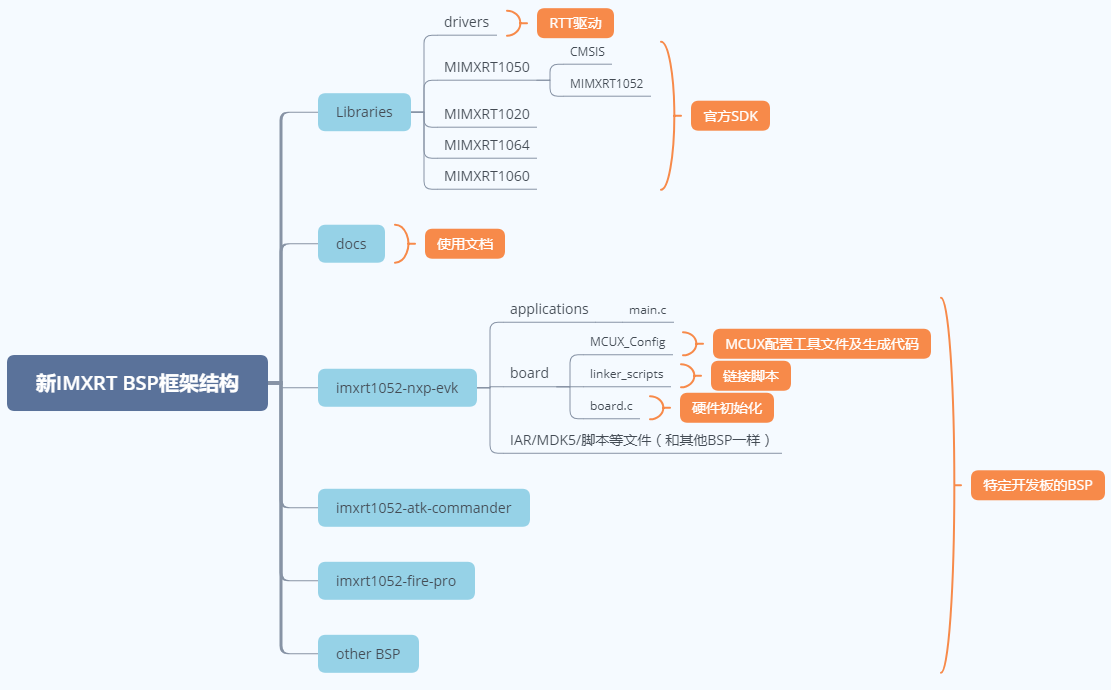 新IMXRT BSP框架结构
Libraries
drivers
RTT驱动
MIMXRT1050
CMSIS
MIMXRT1052
MIMXRT1020
MIMXRT1064
MIMXRT1060
官方SDK
docs
使用文档
imxrt1052-nxp-evk
applications
main.c
board
MCUX_Config
MCUX配置工具文件及生成代码
linker_scripts
链接脚本
board.c
硬件初始化
IAR/MDK5/脚本等文件（和其他BSP一样）
imxrt1052-atk-commander
imxrt1052-fire-pro
other BSP
特定开发板的BSP